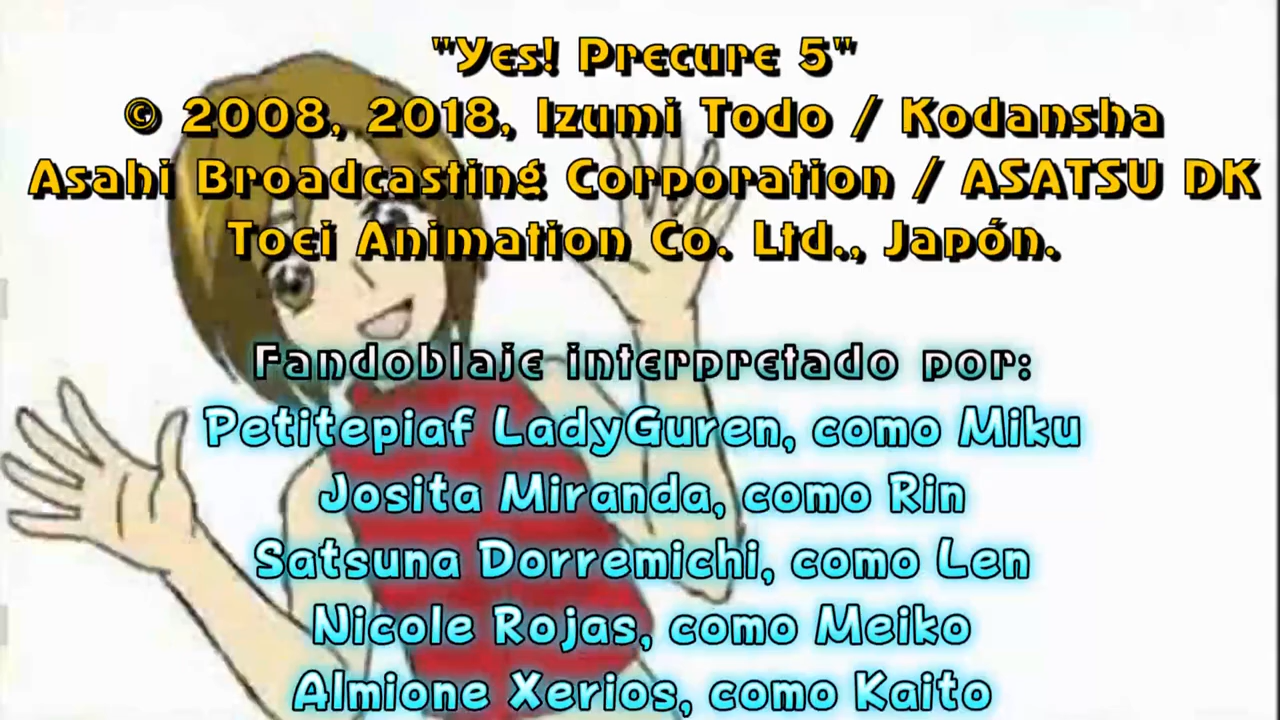 "Yes! Precure 5"
© 2008, 2018, Izumi Todo / Kodansha
Asahi Broadcasting Corporation / ASATSU DK
Toei Animation Co. Ltd., Japón.
Fandoblaje interpretado por:
Petitepiaf LadyGuren, como Miku
Josita Miranda, como Rin
Satsuna Dorremichi, como Len
Nicole Rojas, como Meiko
Almione Xerios, como Kaito